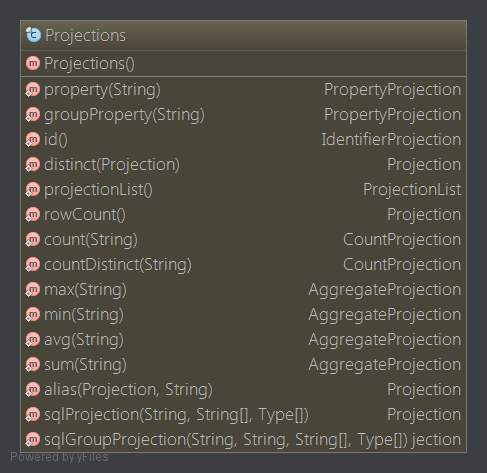 Projections
Projections()
property(String) PropertyProjection
groupProperty(String) PropertyProjection
id() IdentifierProjection
distinct(Projection) Projection
projectionList() ProjectionList
rowCount() Projection
count(String) CountProjection
countDistinct(String) CountProjection
max(String) AggregateProjection
min(String) AggregateProjection
avg(String) AggregateProjection
sum(String) AggregateProjection
alias(Projection, String) Projection
sqlProjection(String, String[], Type[]) Projection
sqlGroupProjection(String, String, String[], Type[]) jection
Powered by yFiles